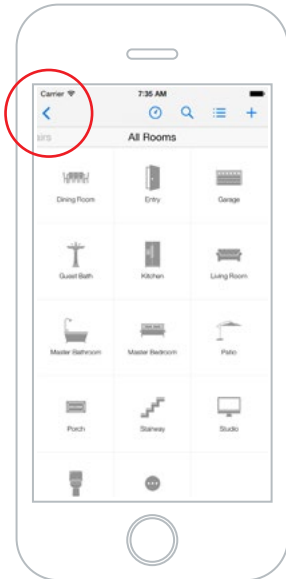 Carrier 7:35 AM
All Rooms
Dining Room Entry Garage
Guest Bath Kitchen Living Room
Master Bathroom Master Bedroom Patio
Porch Stairway Studio